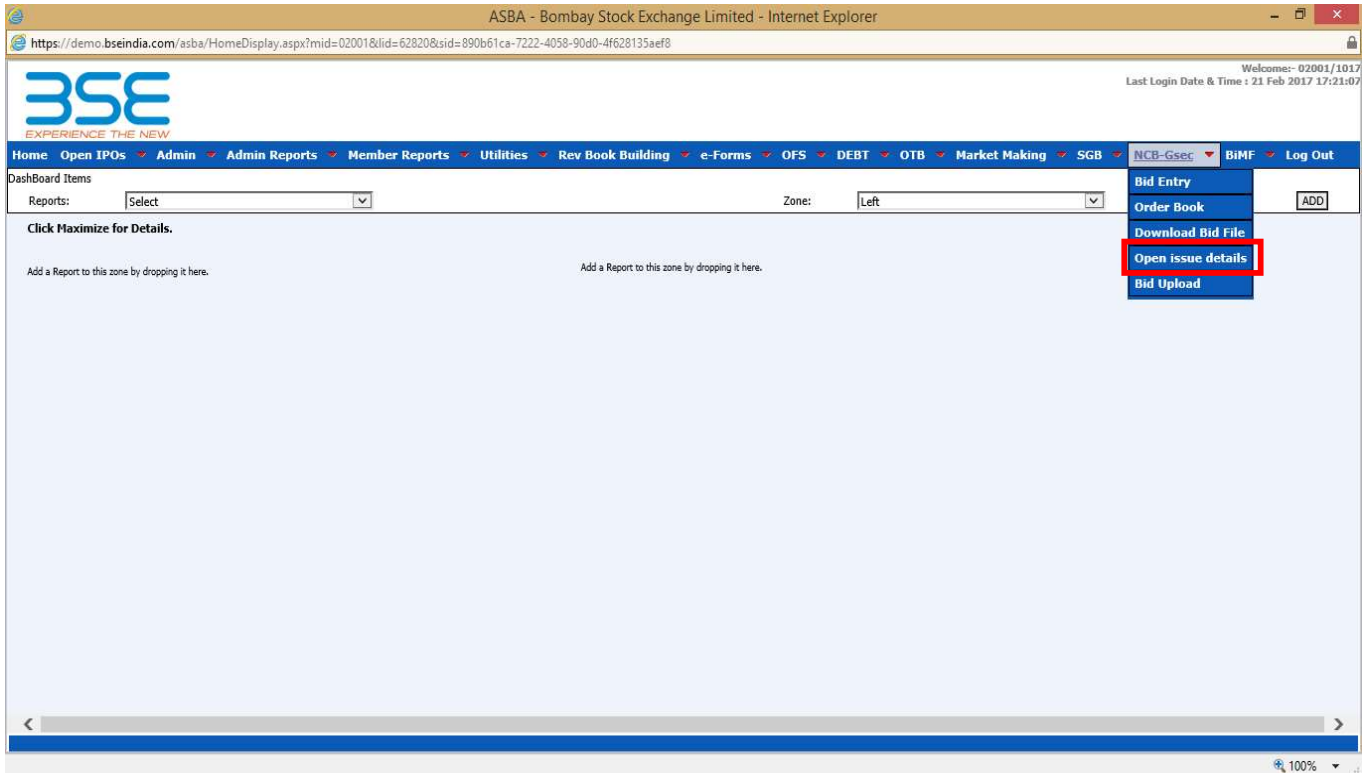 ASBA - Bombay Stock Exchange Limited - Internet Explorer
https://demo.bseindia.com/asba/HomeDisplay.aspx?mid=02001&lid=62820&sid=890b61ca-7222-4058-90d0-4f628135aef8
Welcome:- 02001/1017
Last Login Date & Time : 21 Feb 2017 17:21:07
BSE
EXPERIENCE THE NEW
Home Open IPOs Admin Admin Reports Member Reports Utilities Rev Book Building e-Forms OFS DEBT OTB Market Making SGB NCB-Gsec BiMF Log Out
DashBoard Items
Reports: Select Zone: Left ADD
Bid Entry
Order Book
Download Bid File
Open issue details
Bid Upload
Click Maximize for Details.
Add a Report to this zone by dropping it here. Add a Report to this zone by dropping it here.
100%